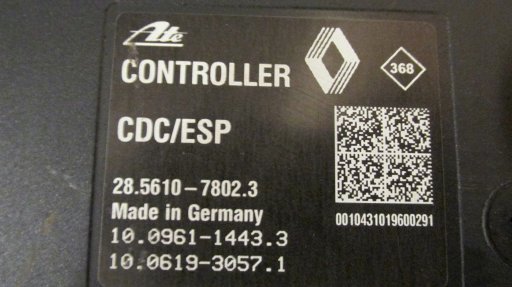 Ate
CONTROLLER
368
CDC/ESP
28.5610-7802.3
Made in Germany
0010431019600291
10.0961-1443.3
10.0619-3057.1